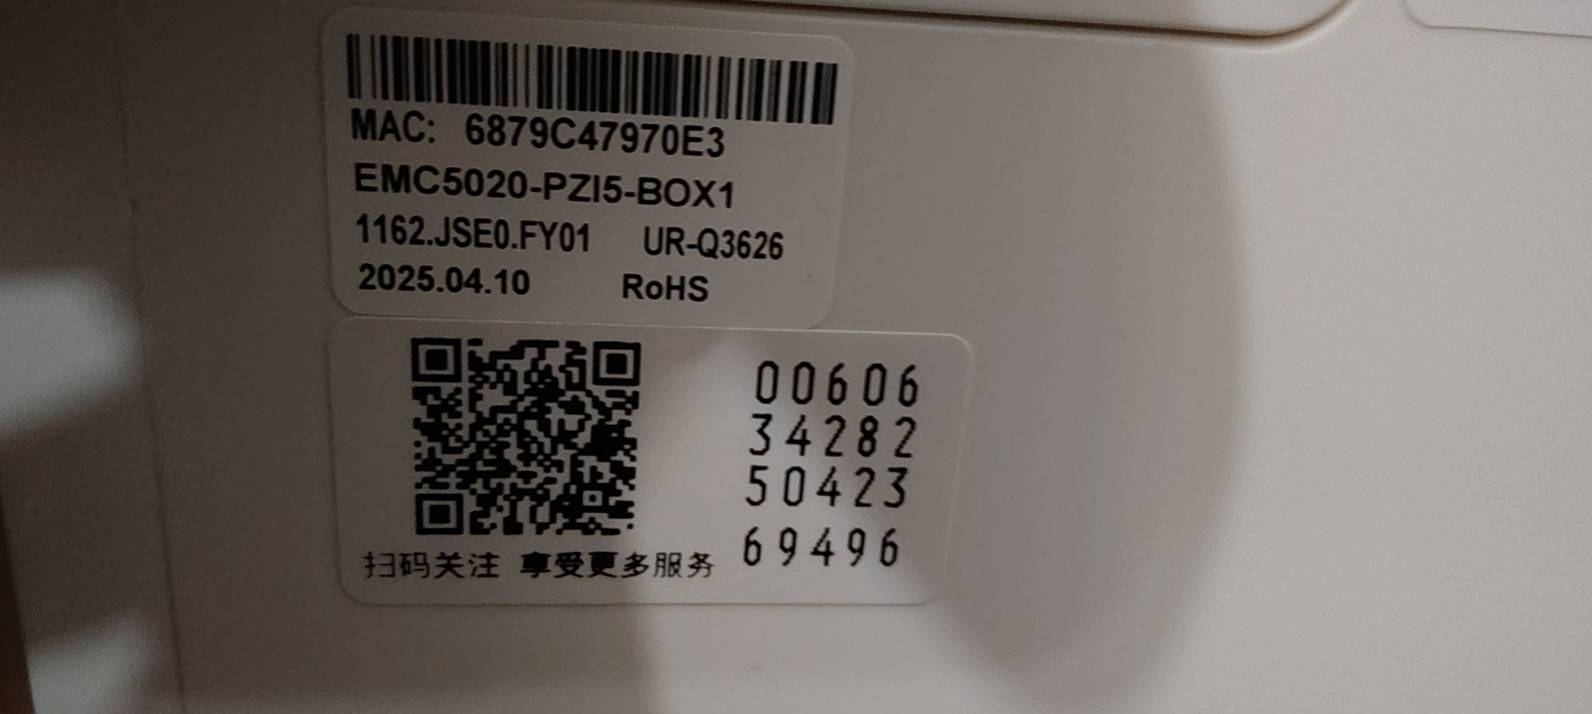 MAC: 6879C47970E3
EMC5020-PZI5-BOX1
1162.JSE0.FY01 UR-Q3626
2025.04.10 RoHS
00606
34282
50423
69496
扫码关注 享受更多服务